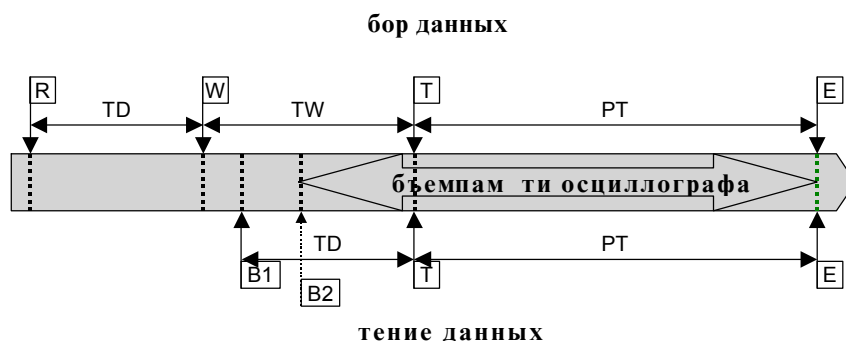 бор данных
R W T E
TD TW PT
бъемпам ти осциллографа
TD PT
B1 B2 T E
тение данных